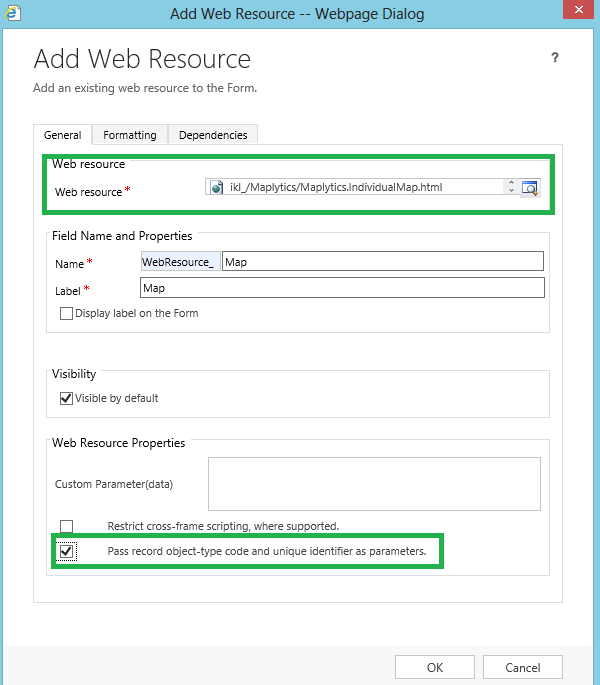 Add Web Resource -- Webpage Dialog
Add Web Resource
?
Add an existing web resource to the Form.
General Formatting Dependencies
Web resource
Web resource * ikl_/Maplytics/Maplytics.IndividualMap.html
Field Name and Properties
Name * WebResource_ Map
Label * Map
Display label on the Form
Visibility
Visible by default
Web Resource Properties
Custom Parameter(data)
Restrict cross-frame scripting, where supported.
Pass record object-type code and unique identifier as parameters.
OK Cancel